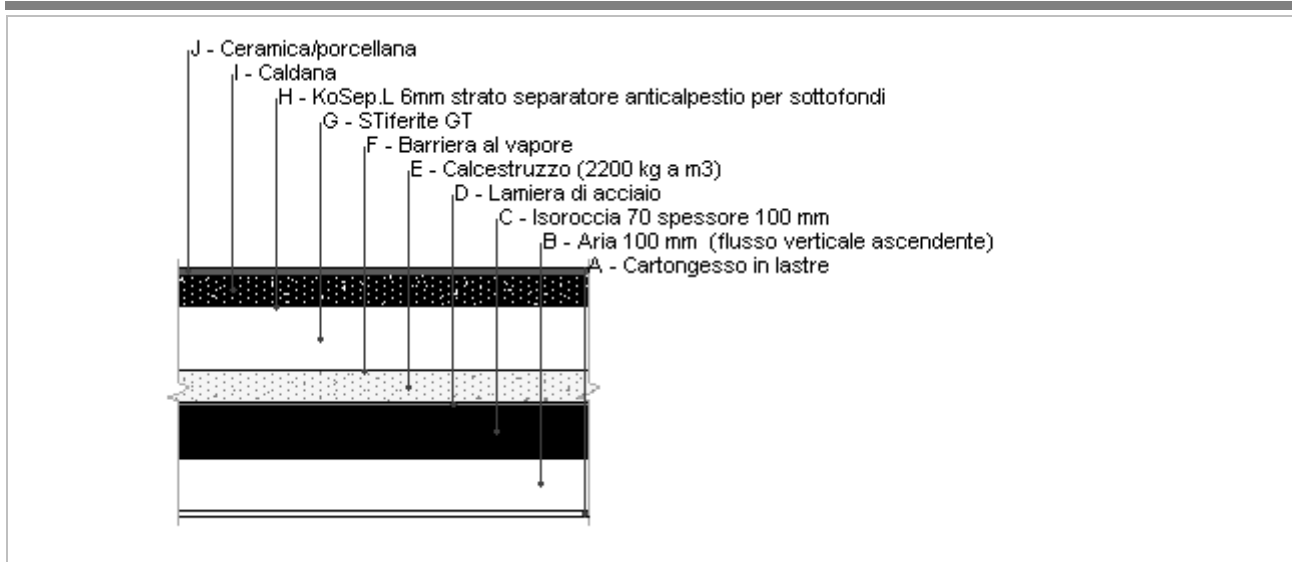 J - Ceramica/porcellana
I - Caldana
H - KoSep.L 6mm strato separatore anticalpestio per sottofondi
G - STiferite GT
F - Barriera al vapore
E - Calcestruzzo (2200 kg a m3)
D - Lamiera di acciaio
C - Isoroccia 70 spessore 100 mm
B - Aria 100 mm (flusso verticale ascendente)
A - Cartongesso in lastre